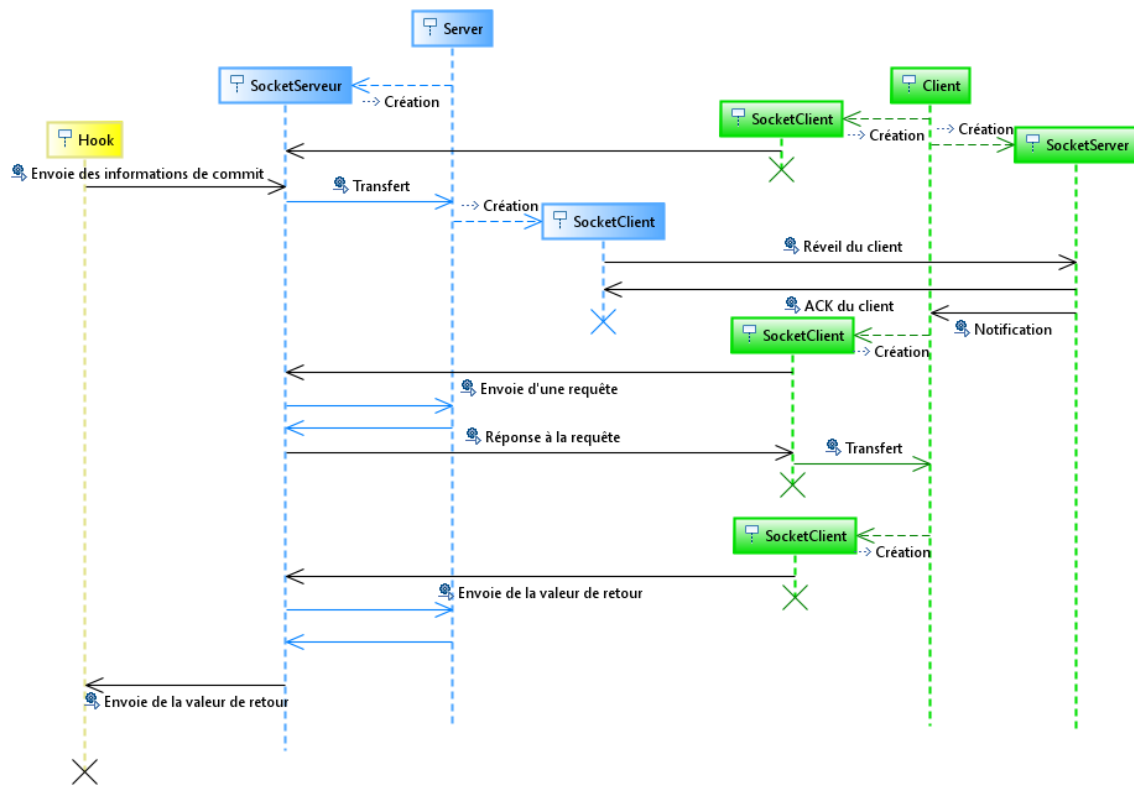 Server
SocketServeur
Client
Création
SocketClient
Création
Création
Hook
SocketServer
Envoie des informations de commit
Transfert
Création
SocketClient
Réveil du client
ACK du client
Notification
SocketClient
Création
Envoie d'une requête
Réponse à la requête
Transfert
SocketClient
Création
Envoie de la valeur de retour
Envoie de la valeur de retour